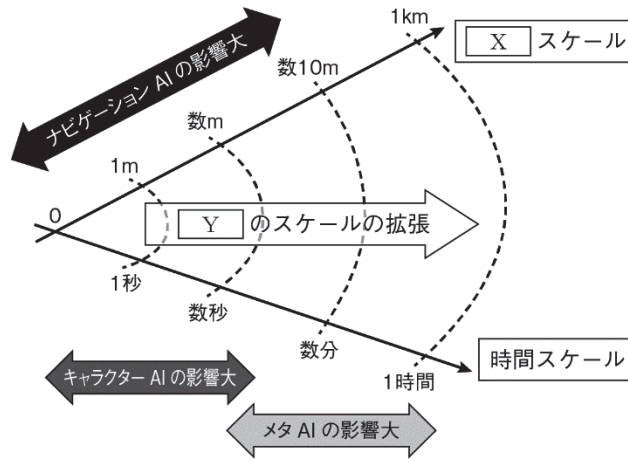 ナビゲーション AI の影響大
1km
X スケール
数10m
数m
1m
0
Y のスケールの拡張
1秒
数秒
数分
1時間
時間スケール
キャラクター AI の影響大
メタ AI の影響大